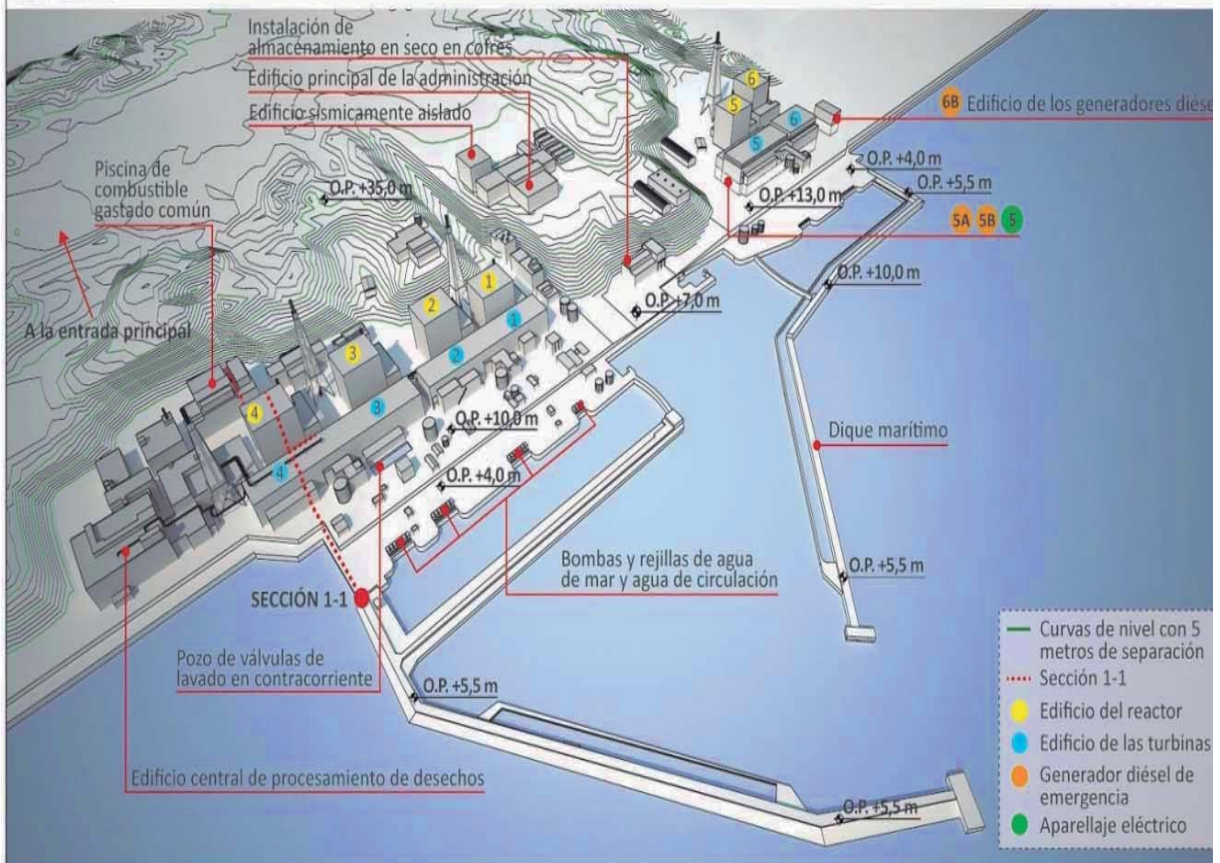 Instalación de
almacenamiento en seco en cofres
Edificio principal de la administración
Edificio sísmicamente aislado
Piscina de
combustible
gastado común
O.P. +35,0 m
A la entrada principal
6
5
6
5
6B Edificio de los generadores diése
O.P. +4,0 m
O.P. +5,5 m
O.P. +13,0 m
5A 5B 5
O.P. +10,0 m
O.P. +7,0 m
1
2
1
3
2
4
3
4
O.P. +10,0 m
O.P. +4,0 m
Dique marítimo
Bombas y rejillas de agua
de mar y agua de circulación
O.P. +5,5 m
SECCIÓN 1-1
Pozo de válvulas de
lavado en contracorriente
O.P. +5,5 m
Edificio central de procesamiento de desechos
O.P. +5,5 m
Curvas de nivel con 5
metros de separación
Sección 1-1
Edificio del reactor
Edificio de las turbinas
Generador diésel de
emergencia
Aparellaje eléctrico